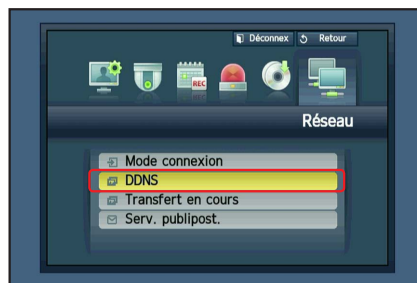 Déconnex Retour
REC
Réseau
Mode connexion
DDNS
Transfert en cours
Serv. publipost.